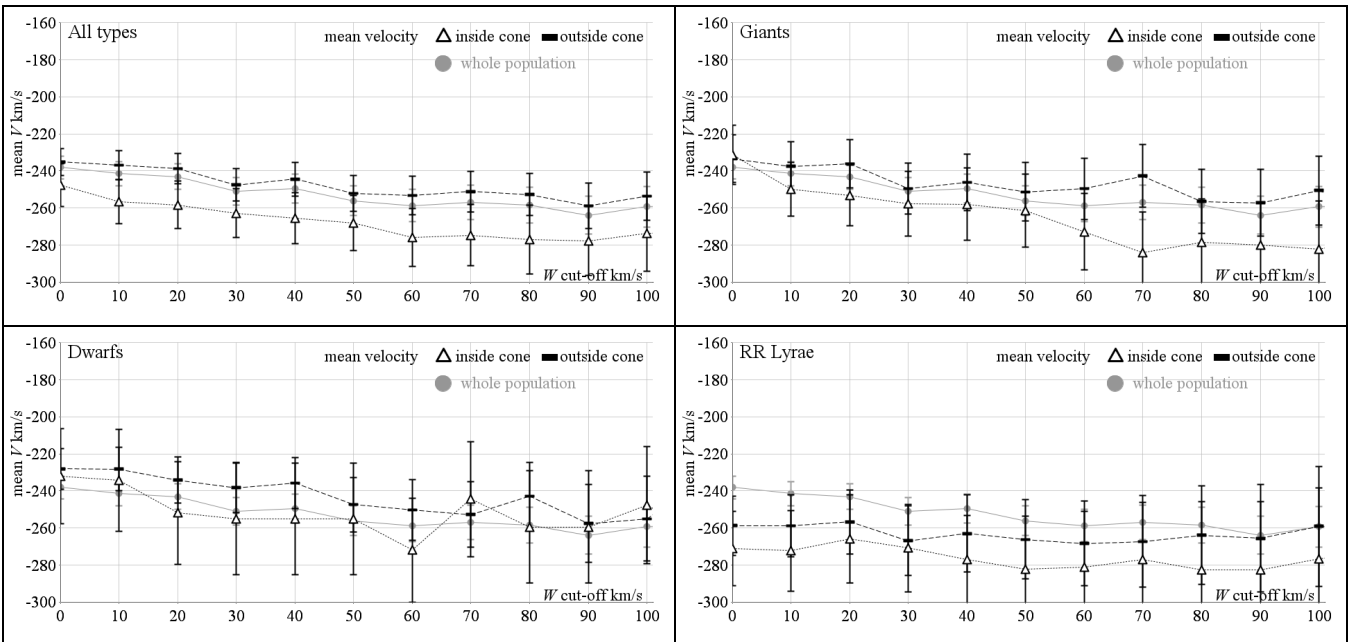 -160
All types
mean velocity inside cone outside cone
whole population
-180
-200
-220
-240
-260
-280
-300
mean V km/s
W cut-off km/s
0 10 20 30 40 50 60 70 80 90 100
-160
Giants
mean velocity inside cone outside cone
whole population
-180
-200
-220
-240
-260
-280
-300
mean V km/s
W cut-off km/s
0 10 20 30 40 50 60 70 80 90 100
-160
Dwarfs
mean velocity inside cone outside cone
whole population
-180
-200
-220
-240
-260
-280
-300
mean V km/s
W cut-off km/s
0 10 20 30 40 50 60 70 80 90 100
-160
RR Lyrae
mean velocity inside cone outside cone
whole population
-180
-200
-220
-240
-260
-280
-300
mean V km/s
W cut-off km/s
0 10 20 30 40 50 60 70 80 90 100